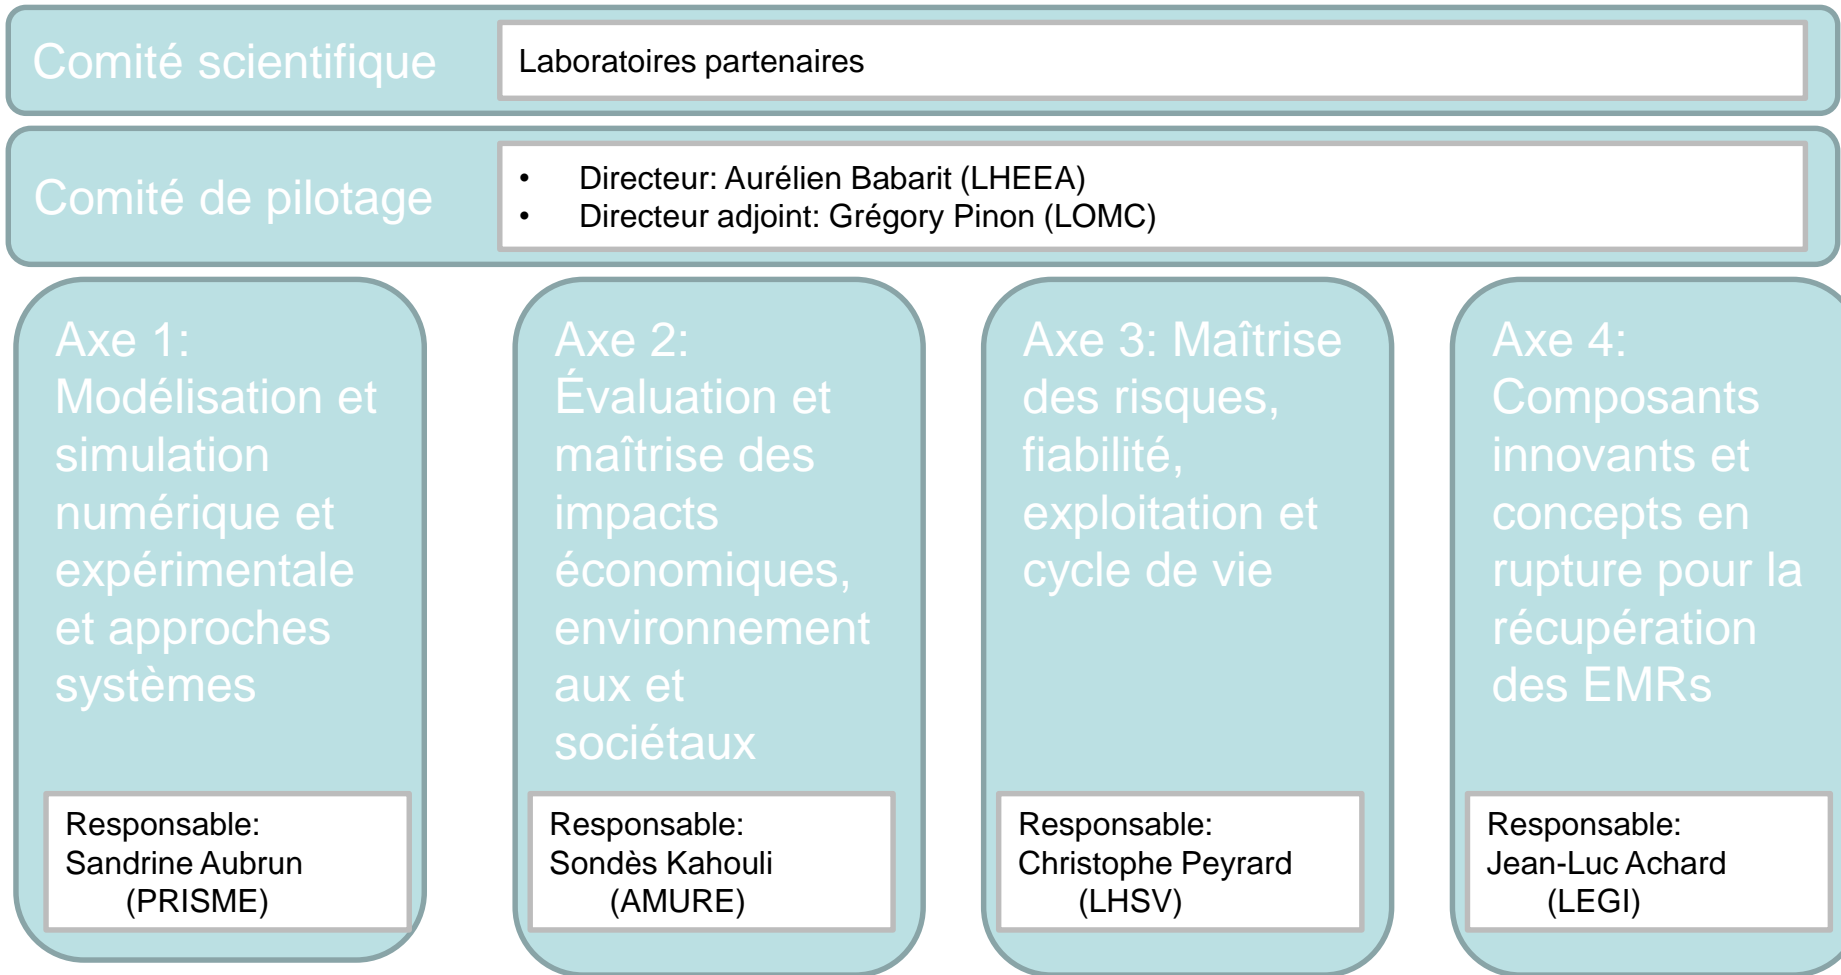 Comité scientifique
Laboratoires partenaires
Comité de pilotage
• Directeur: Aurélien Babarit (LHEEA)
• Directeur adjoint: Grégory Pinon (LOMC)
Axe 1:
Modélisation et
simulation
numérique et
expérimentale
et approches
systèmes
Responsable:
Sandrine Aubrun
(PRISME)
Axe 2:
Évaluation et
maîtrise des
impacts
économiques,
environnement
aux et
sociétaux
Responsable:
Sondès Kahouli
(AMURE)
Axe 3: Maîtrise
des risques,
fiabilité,
exploitation et
cycle de vie
Responsable:
Christophe Peyrard
(LHSV)
Axe 4:
Composants
innovants et
concepts en
rupture pour la
récupération
des EMRs
Responsable:
Jean-Luc Achard
(LEGI)